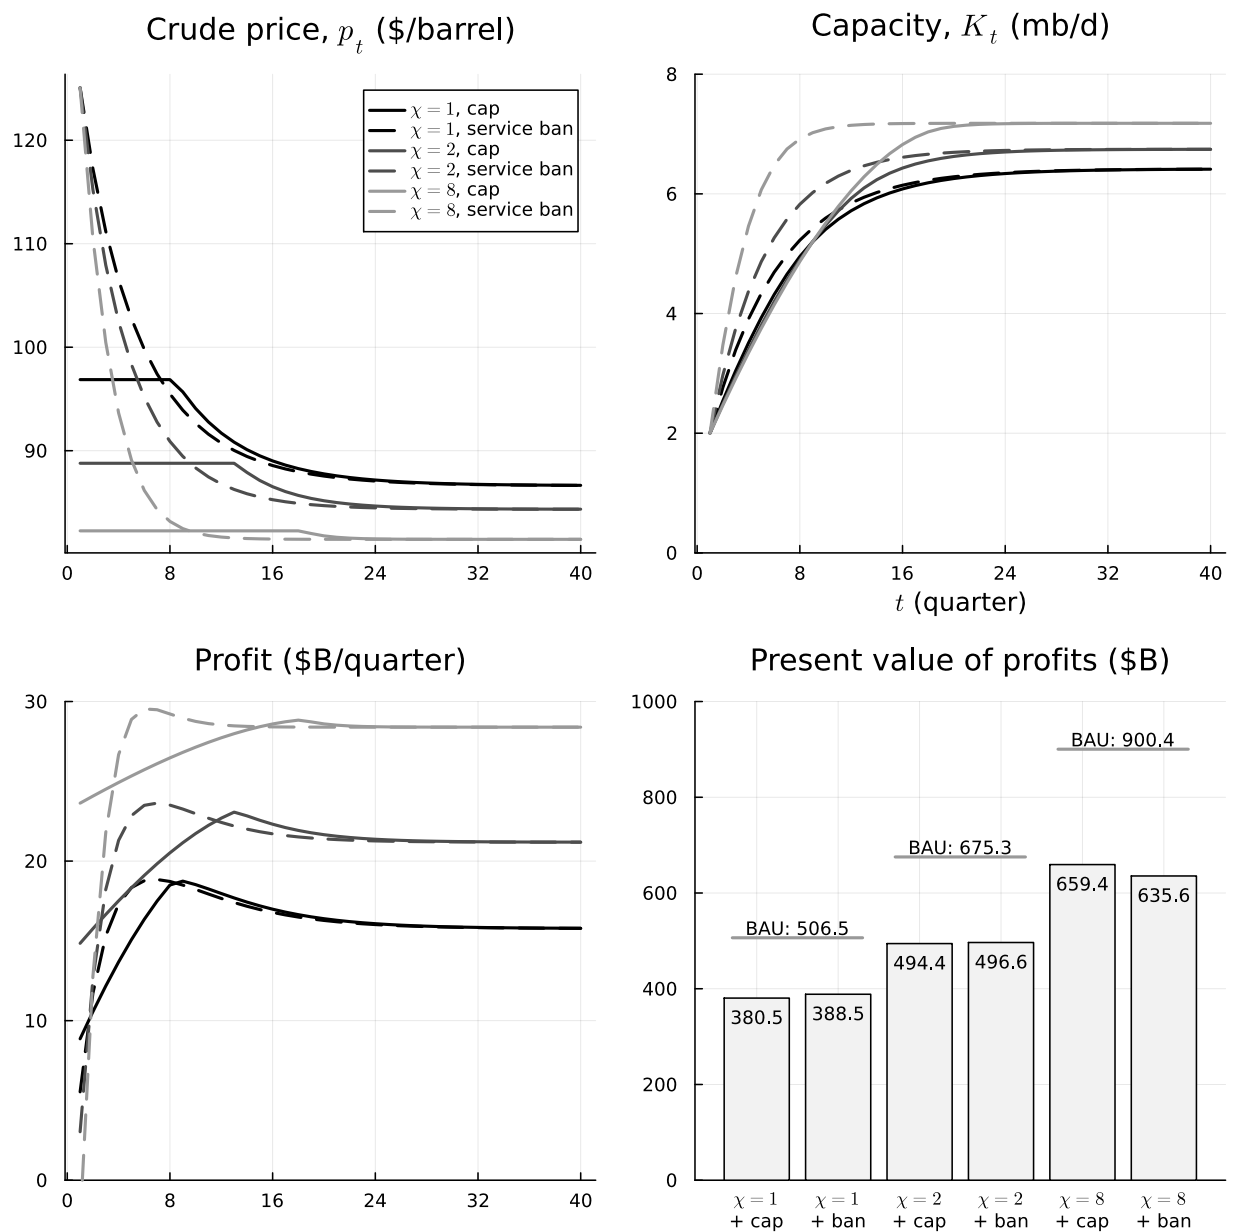 Crude price, p_t ($/barrel)
120
110
100
90
0 8 16 24 32 40
χ = 1, cap
χ = 1, service ban
χ = 2, cap
χ = 2, service ban
χ = 8, cap
χ = 8, service ban
Capacity, K_t (mb/d)
8
6
4
2
0
0 8 16 24 32 40
t (quarter)
Profit ($B/quarter)
30
20
10
0
0 8 16 24 32 40
Present value of profits ($B)
1000
800
600
400
200
0
BAU: 506.5
BAU: 675.3
BAU: 900.4
380.5
388.5
494.4
496.6
659.4
635.6
χ = 1
+ cap
χ = 1
+ ban
χ = 2
+ cap
χ = 2
+ ban
χ = 8
+ cap
χ = 8
+ ban